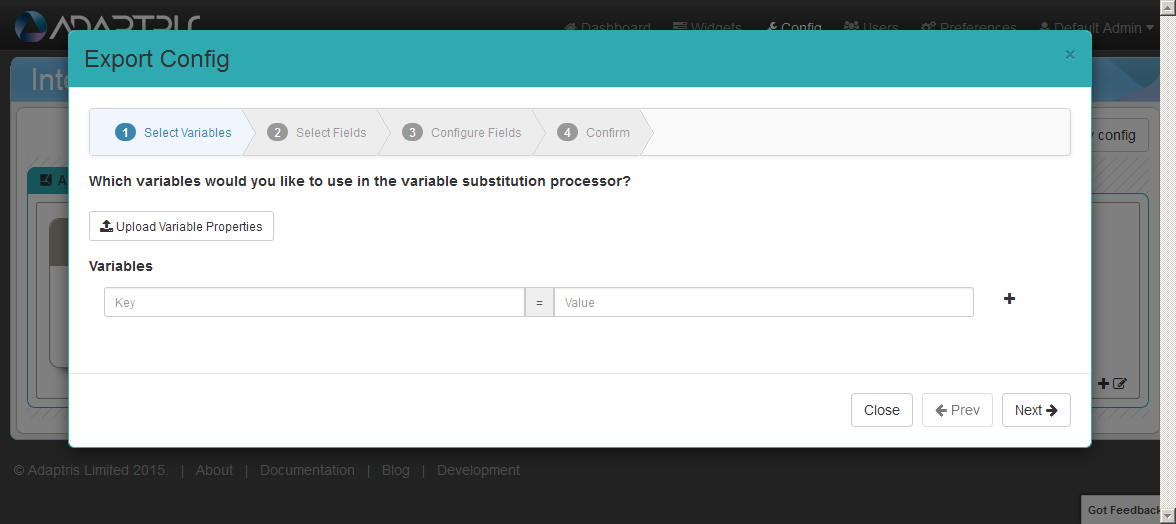 ADAPTRIS
Dashboard Widgets Config Users Preferences Default Admin
Export Config ×
Inte
y config
1 Select Variables 2 Select Fields 3 Configure Fields 4 Confirm
A
Which variables would you like to use in the variable substitution processor?
Upload Variable Properties
Variables
Key = Value
Close Prev Next
© Adaptris Limited 2015. | About | Documentation | Blog | Development
Got Feedback